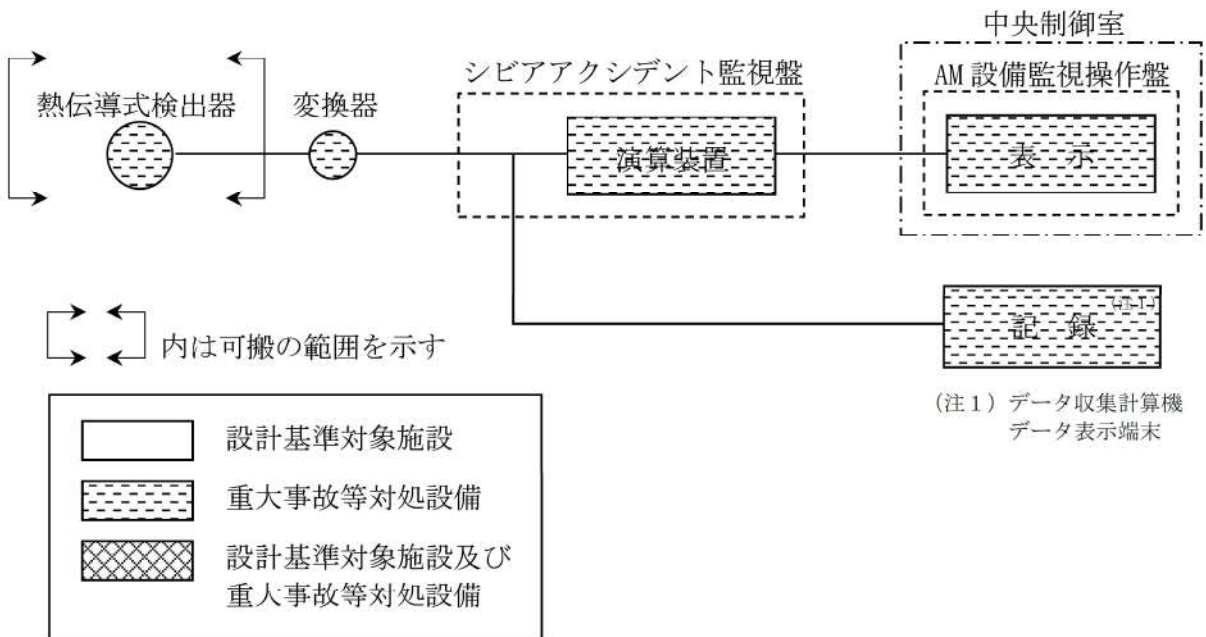 中央制御室
シビアアクシデント監視盤
AM 設備監視操作盤
熱伝導式検出器
変換器
演算装置
表 示
記 録
(注1)
内は可搬の範囲を示す
(注１) データ収集計算機
データ表示端末
設計基準対象施設
重大事故等対処設備
設計基準対象施設及び
重大事故等対処設備